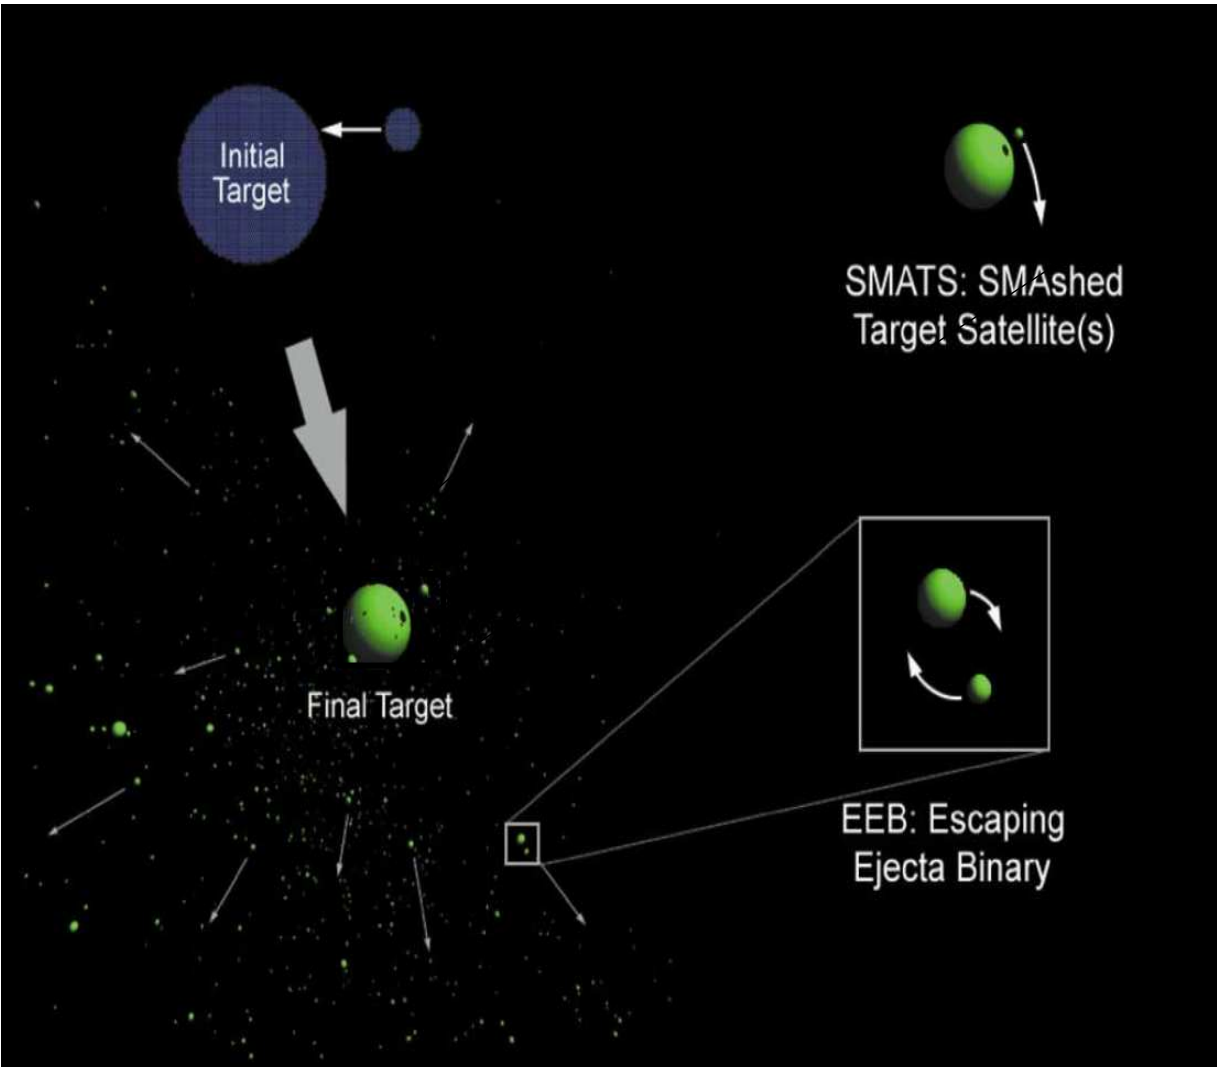 Initial
Target
SMATS: SMAshed
Target Satellite(s)
Final Target
EEB: Escaping
Ejecta Binary